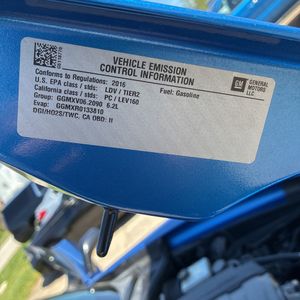 VEHICLE EMISSION
CONTROL INFORMATION
Conforms to Regulations: 2016
U.S. EPA class / stds: LDV / TIER2
Fuel: Gasoline
California class / stds: PC / LEV160
Group: GGMXV06.2090 6.2L
Evap: GGMXR0133810
DGI/HO2S/TWC, CA OBD: II
GM
GENERAL
MOTORS
LLC.